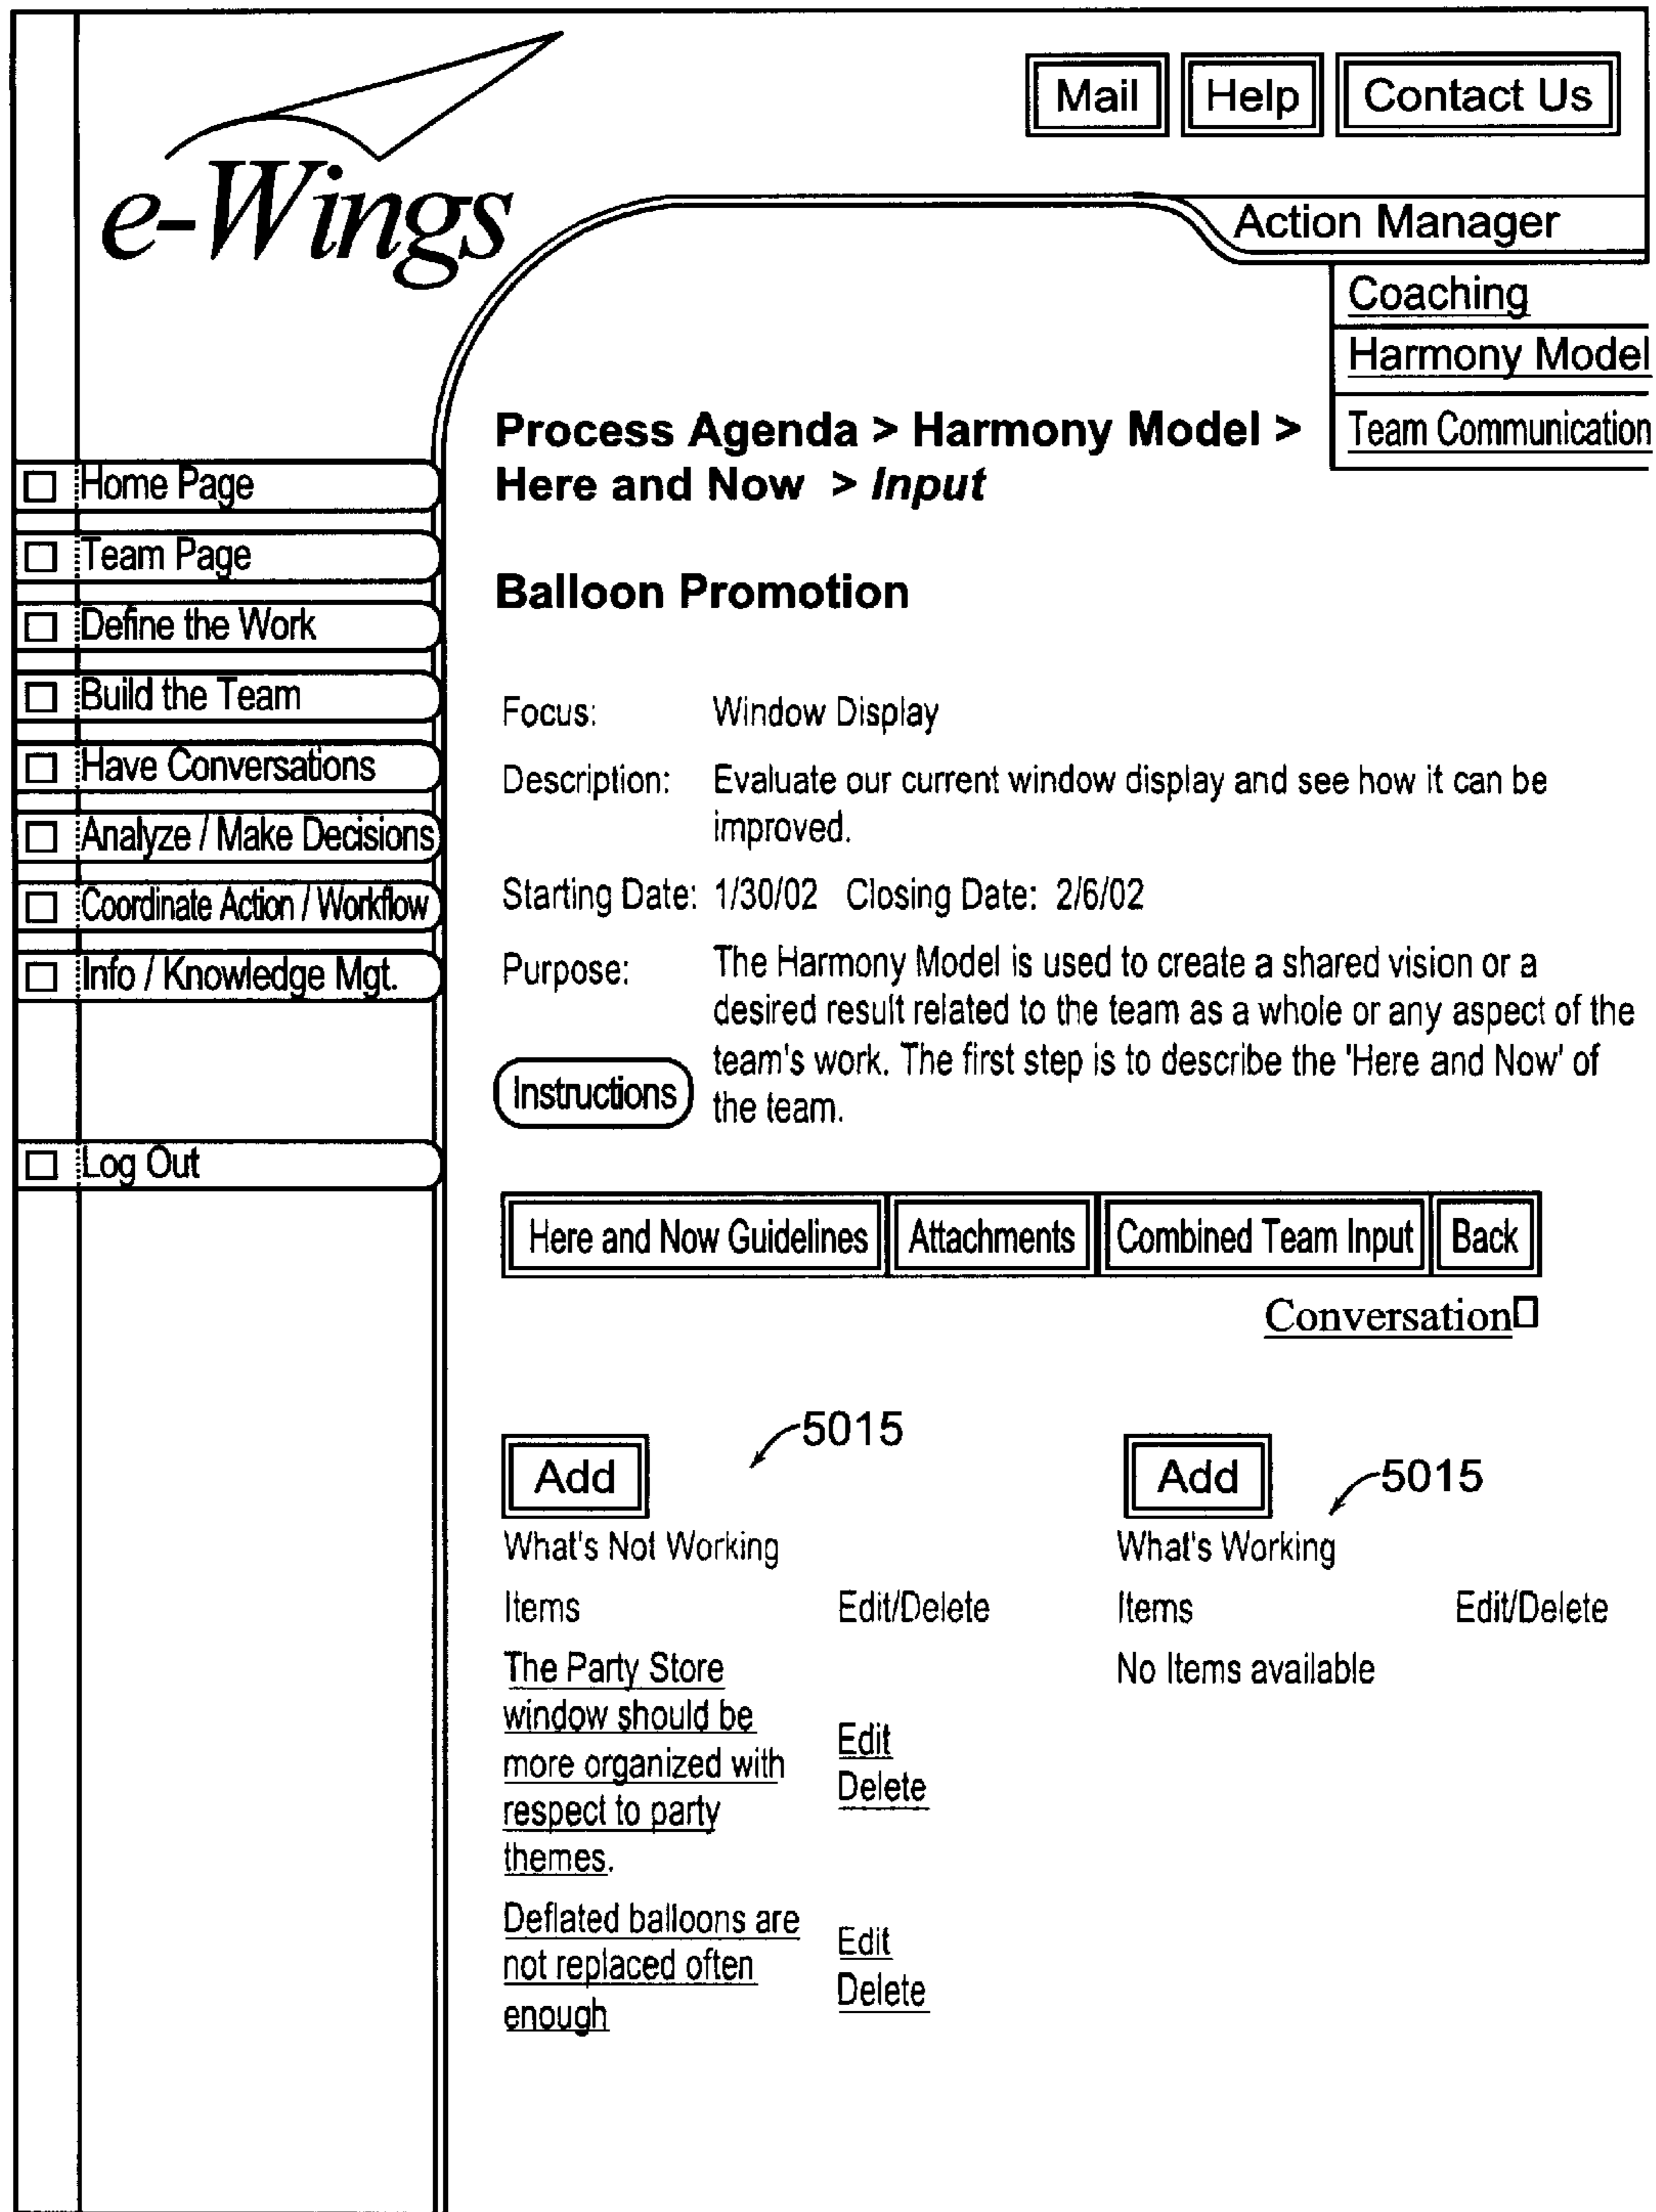 e-Wings
Mail Help Contact Us
Action Manager
Coaching
Harmony Model
Team Communication
Home Page
Team Page
Define the Work
Build the Team
Have Conversations
Analyze / Make Decisions
Coordinate Action / Workflow
Info / Knowledge Mgt.
Log Out
Process Agenda > Harmony Model >
Here and Now > Input
Balloon Promotion
Focus: Window Display
Description: Evaluate our current window display and see how it can be
improved.
Starting Date: 1/30/02 Closing Date: 2/6/02
Purpose: The Harmony Model is used to create a shared vision or a
desired result related to the team as a whole or any aspect of the
team's work. The first step is to describe the 'Here and Now' of
the team.
Instructions
Here and Now Guidelines Attachments Combined Team Input Back
Conversation
Add 5015
What's Not Working
Items Edit/Delete
The Party Store
window should be
more organized with
respect to party
themes.
Edit
Delete
Deflated balloons are
not replaced often
enough
Edit
Delete
Add 5015
What's Working
Items Edit/Delete
No Items available